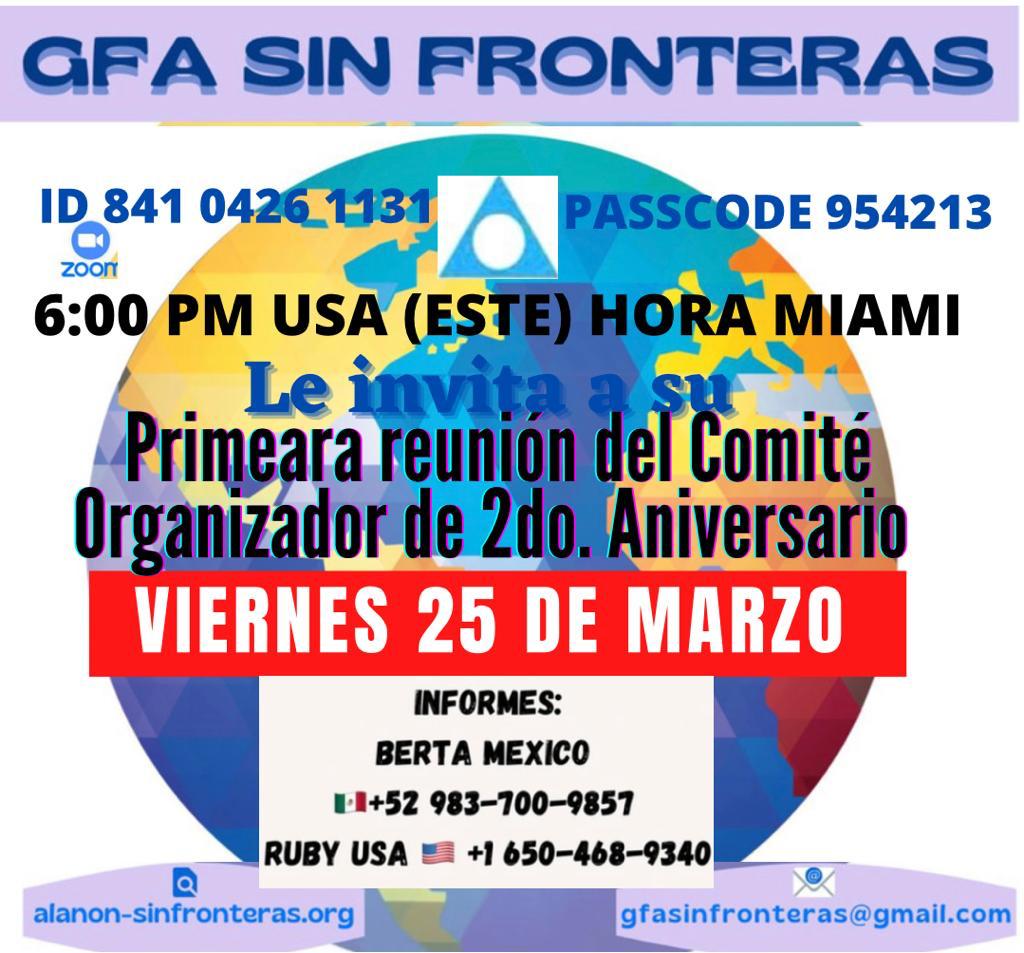 GFA SIN FRONTERAS
ID 841 0426 1131
PASSCODE 954213
zoom
6:00 PM USA (ESTE) HORA MIAMI
Le invita a su
Primeara reunión del Comité
Organizador de 2do. Aniversario
VIERNES 25 DE MARZO
INFORMES:
BERTA MEXICO
+52 983-700-9857
RUBY USA +1 650-468-9340
alanon-sinfronteras.org
gfasinfronteras@gmail.com